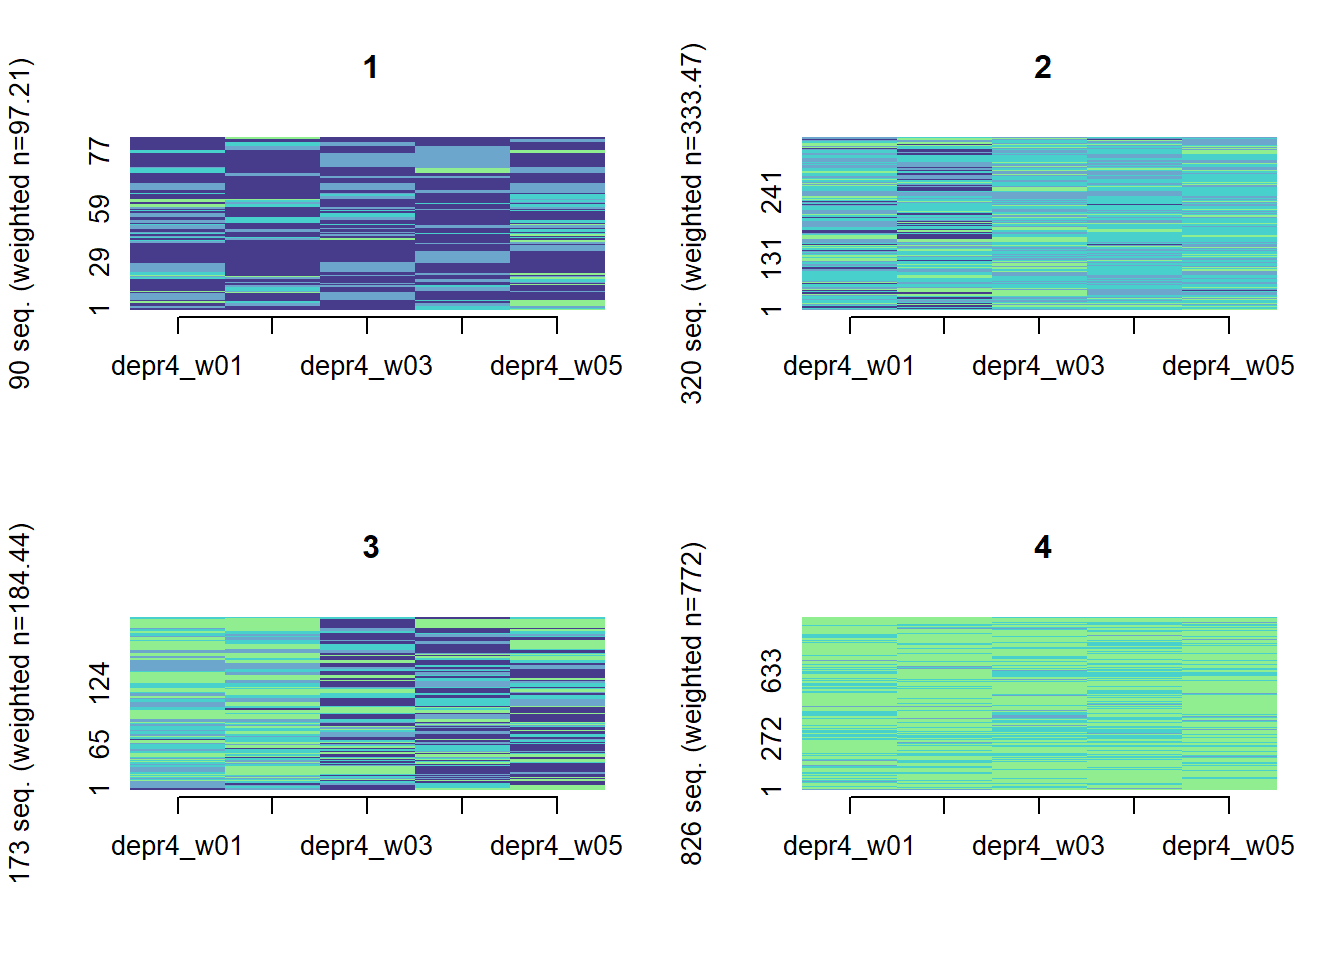 1
90 seq. (weighted n=97.21)
1 29 59 77
depr4_w01 depr4_w03 depr4_w05
2
320 seq. (weighted n=333.47)
1 131 241
depr4_w01 depr4_w03 depr4_w05
3
173 seq. (weighted n=184.44)
1 65 124
depr4_w01 depr4_w03 depr4_w05
4
826 seq. (weighted n=772)
1 272 633
depr4_w01 depr4_w03 depr4_w05